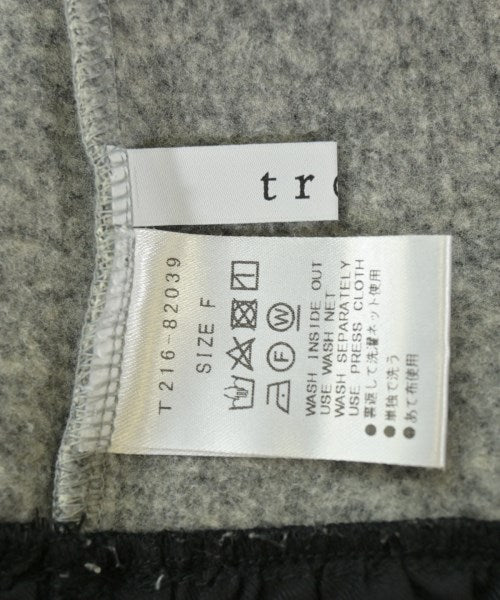 tr
T216-82039
SIZE F
F W
WASH INSIDE OUT
USE WASH NET
WASH SEPARATELY
USE PRESS CLOTH
●裏返して洗濯ネット使用
●単独で洗う
●あて布使用